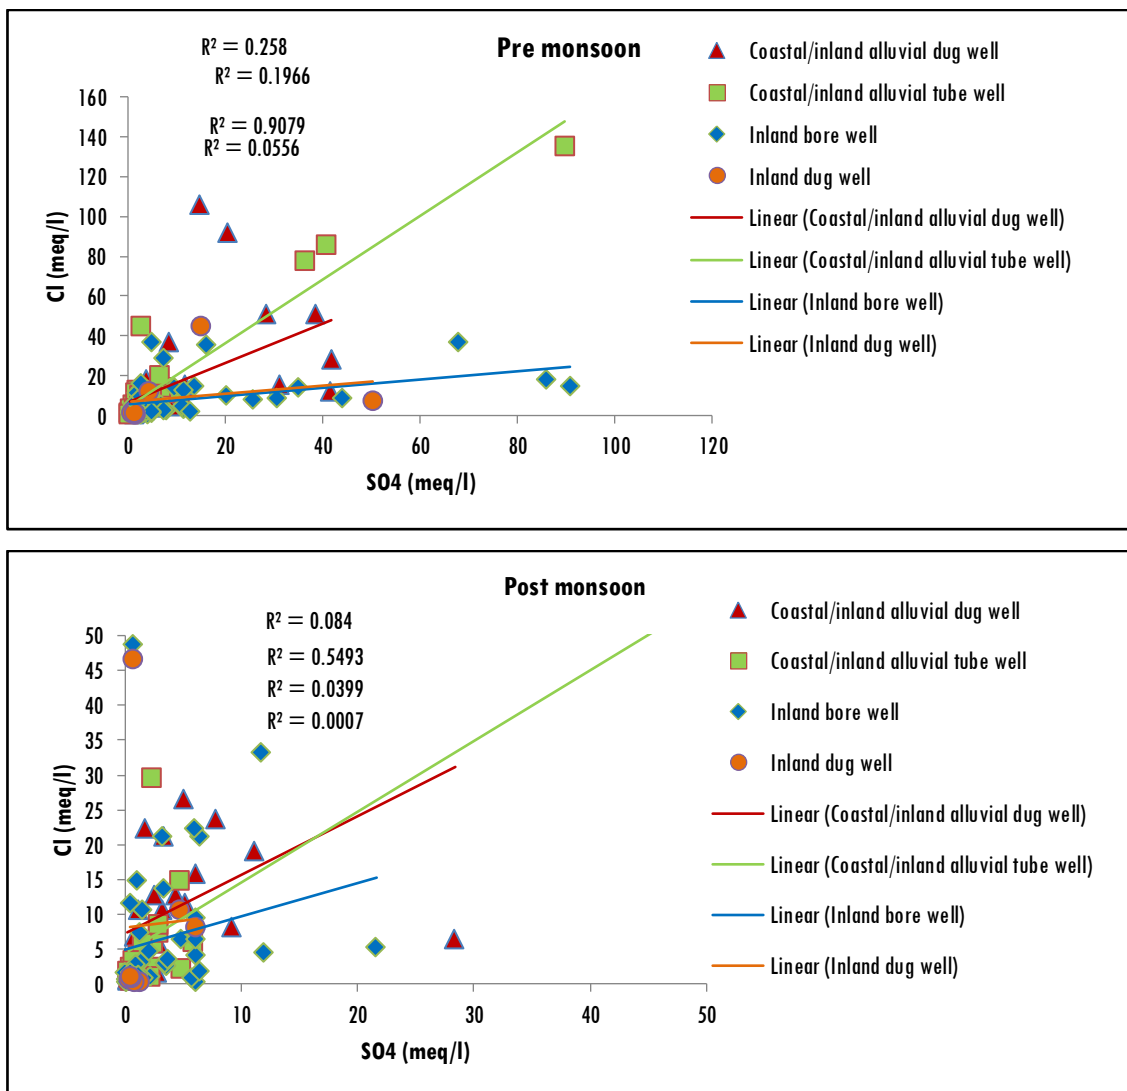 Pre monsoon
R² = 0.258
R² = 0.1966
R² = 0.9079
R² = 0.0556
160
140
120
100
80
60
40
20
0
Cl (meq/l)
0 20 40 60 80 100 120
SO4 (meq/l)
Coastal/inland alluvial dug well
Coastal/inland alluvial tube well
Inland bore well
Inland dug well
Linear (Coastal/inland alluvial dug well)
Linear (Coastal/inland alluvial tube well)
Linear (Inland bore well)
Linear (Inland dug well)
Post monsoon
R² = 0.084
R² = 0.5493
R² = 0.0399
R² = 0.0007
50
45
40
35
30
25
20
15
10
5
0
Cl (meq/l)
0 10 20 30 40 50
SO4 (meq/l)
Coastal/inland alluvial dug well
Coastal/inland alluvial tube well
Inland bore well
Inland dug well
Linear (Coastal/inland alluvial dug well)
Linear (Coastal/inland alluvial tube well)
Linear (Inland bore well)
Linear (Inland dug well)